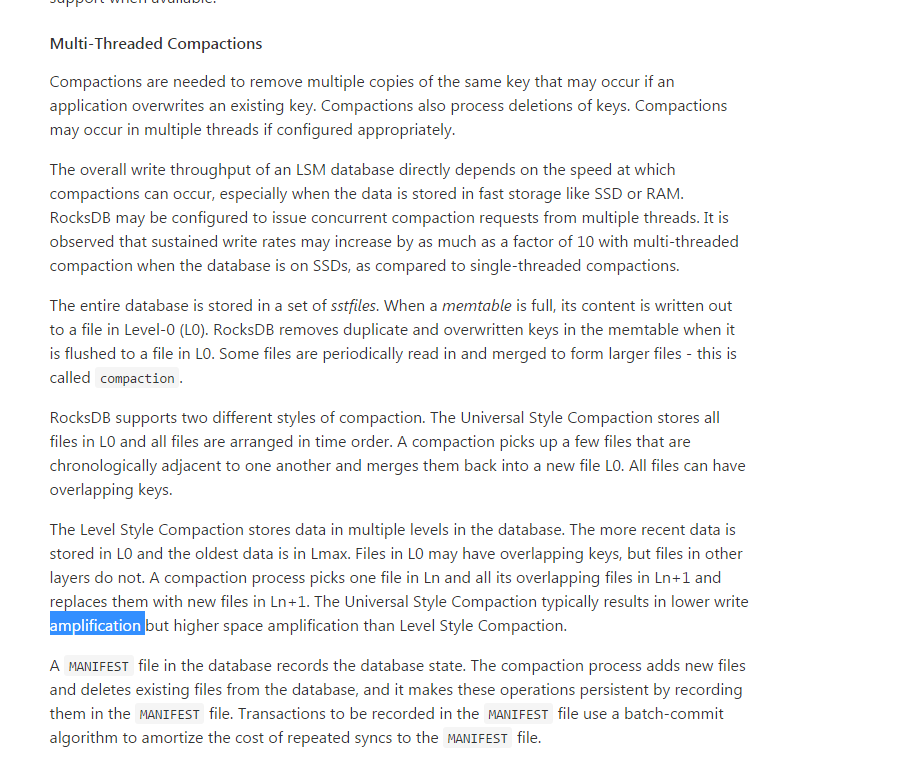 support when available.
Multi-Threaded Compactions
Compactions are needed to remove multiple copies of the same key that may occur if an
application overwrites an existing key. Compactions also process deletions of keys. Compactions
may occur in multiple threads if configured appropriately.
The overall write throughput of an LSM database directly depends on the speed at which
compactions can occur, especially when the data is stored in fast storage like SSD or RAM.
RocksDB may be configured to issue concurrent compaction requests from multiple threads. It is
observed that sustained write rates may increase by as much as a factor of 10 with multi-threaded
compaction when the database is on SSDs, as compared to single-threaded compactions.
The entire database is stored in a set of sstfiles. When a memtable is full, its content is written out
to a file in Level-0 (L0). RocksDB removes duplicate and overwritten keys in the memtable when it
is flushed to a file in L0. Some files are periodically read in and merged to form larger files - this is
called compaction.
RocksDB supports two different styles of compaction. The Universal Style Compaction stores all
files in L0 and all files are arranged in time order. A compaction picks up a few files that are
chronologically adjacent to one another and merges them back into a new file L0. All files can have
overlapping keys.
The Level Style Compaction stores data in multiple levels in the database. The more recent data is
stored in L0 and the oldest data is in Lmax. Files in L0 may have overlapping keys, but files in other
layers do not. A compaction process picks one file in Ln and all its overlapping files in Ln+1 and
replaces them with new files in Ln+1. The Universal Style Compaction typically results in lower write
amplification but higher space amplification than Level Style Compaction.
A MANIFEST file in the database records the database state. The compaction process adds new files
and deletes existing files from the database, and it makes these operations persistent by recording
them in the MANIFEST file. Transactions to be recorded in the MANIFEST file use a batch-commit
algorithm to amortize the cost of repeated syncs to the MANIFEST file.